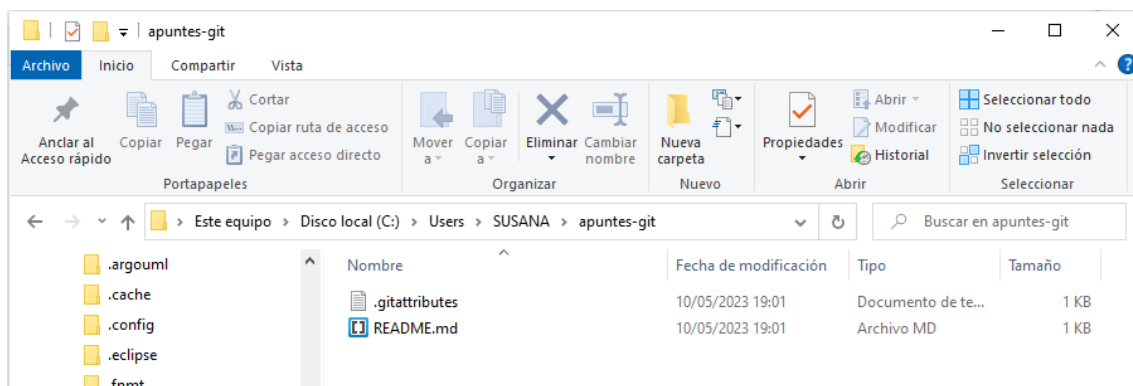 apuntes-git
Archivo Inicio Compartir Vista
Anclar al Acceso rápido
Copiar
Pegar
Cortar
Copiar ruta de acceso
Pegar acceso directo
Portapapeles
Mover a
Copiar a
Eliminar
Cambiar nombre
Organizar
Nueva carpeta
Nuevo
Propiedades
Abrir
Modificar
Historial
Abrir
Seleccionar todo
No seleccionar nada
Invertir selección
Seleccionar
Este equipo > Disco local (C:) > Users > SUSANA > apuntes-git
Buscar en apuntes-git
.argouml
.cache
.config
.eclipse
Nombre Fecha de modificación Tipo Tamaño
.gitattributes 10/05/2023 19:01 Documento de te... 1 KB
README.md 10/05/2023 19:01 Archivo MD 1 KB